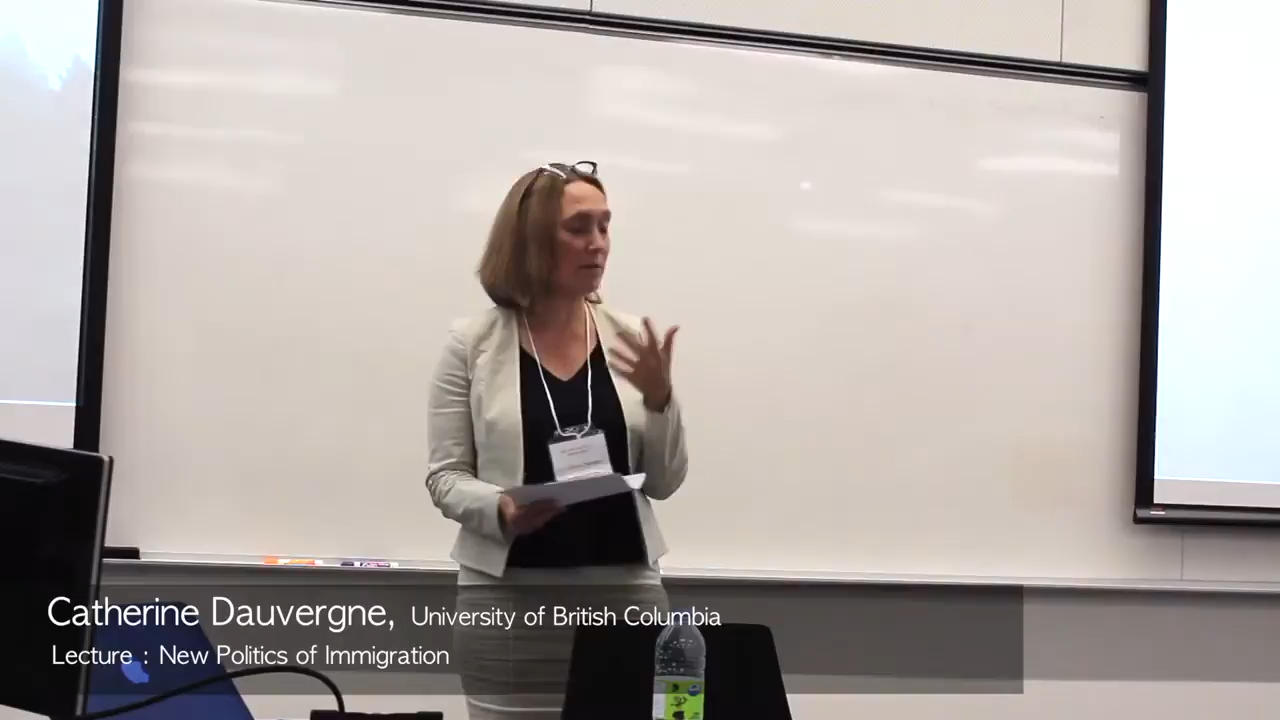 Catherine Dauvergne, University of British Columbia
Lecture : New Politics of Immigration